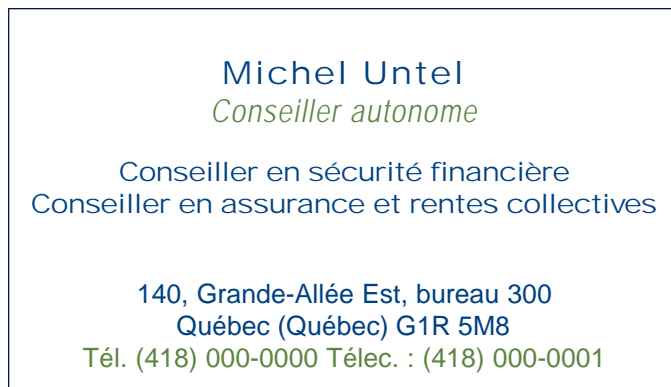 Michel Untel
Conseiller autonome
Conseiller en sécurité financière
Conseiller en assurance et rentes collectives
140, Grande-Allée Est, bureau 300
Québec (Québec) G1R 5M8
Tél. (418) 000-0000 Télec. : (418) 000-0001